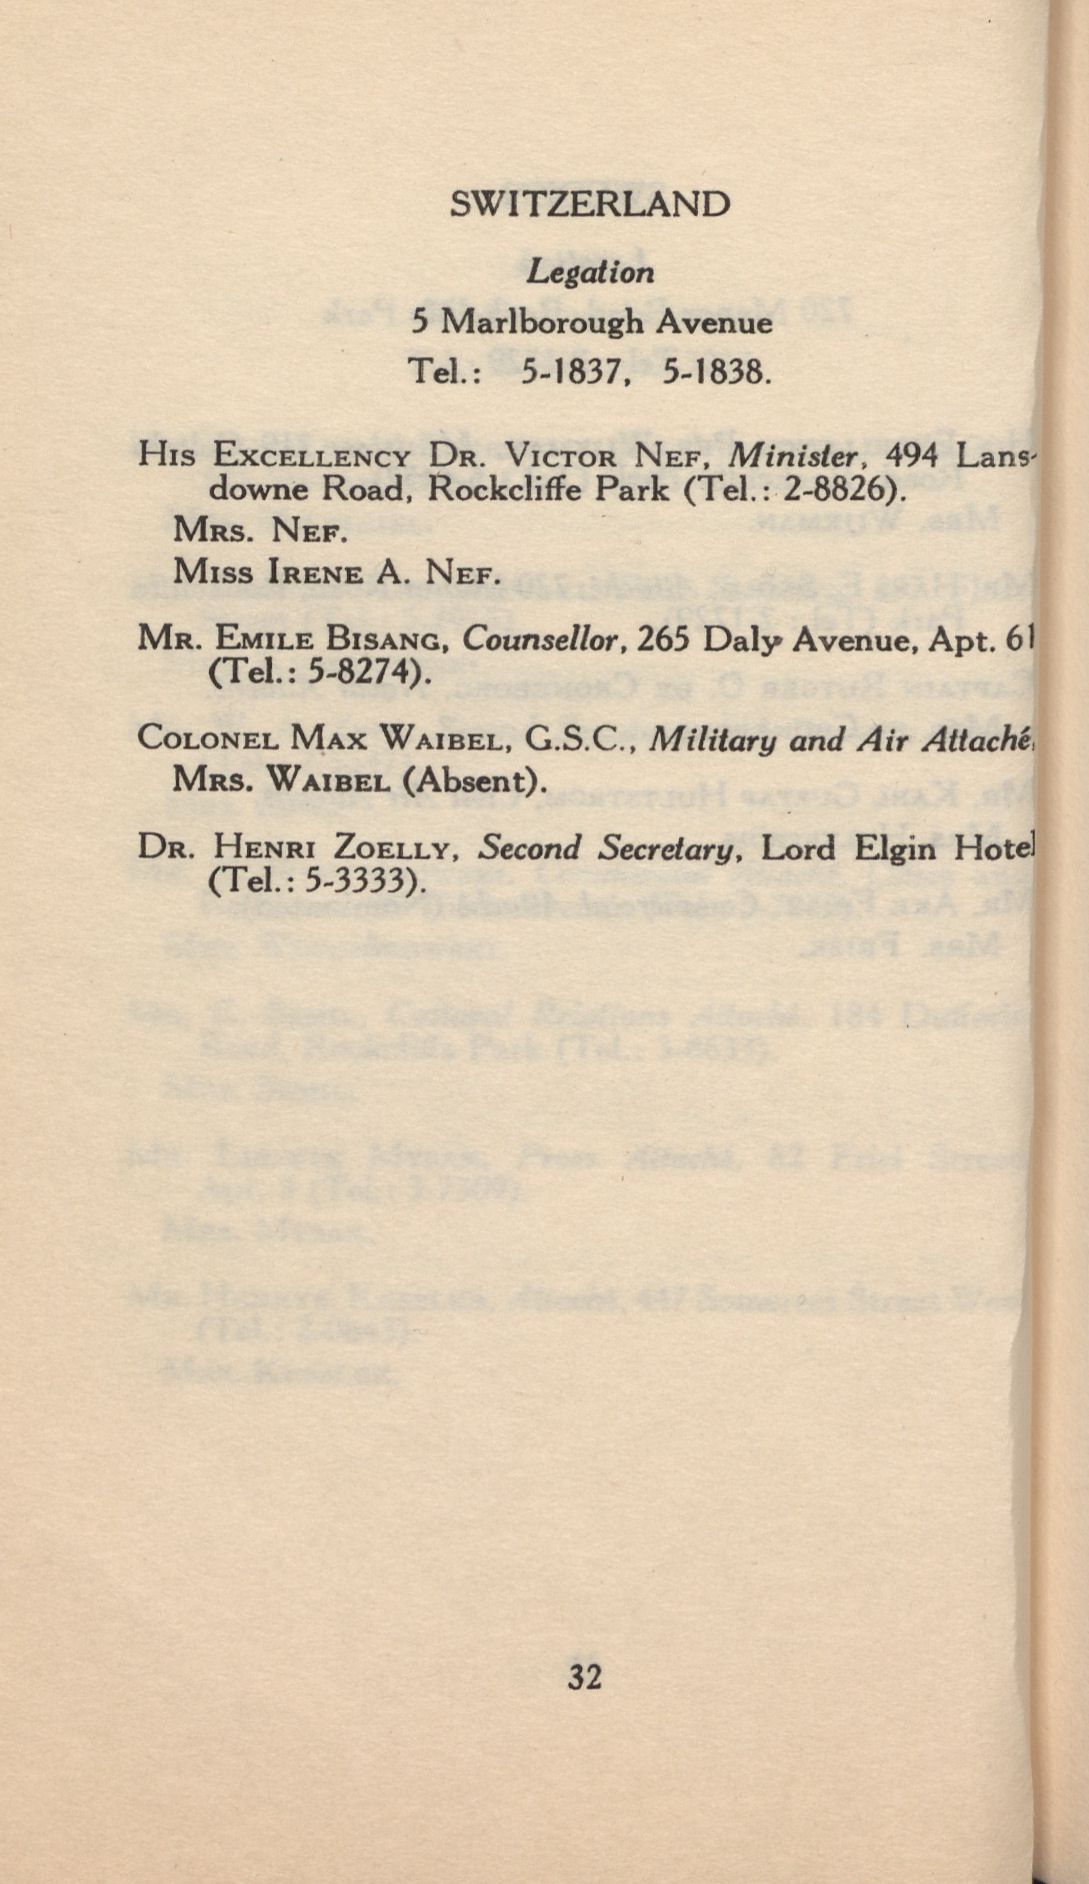 SWITZERLAND
Legation
5 Marlborough Avenue
Tel.: 5-1837, 5-1838.
HIS EXCELLENCY DR. VICTOR NEF, Minister, 494 Lans-
downe Road, Rockcliffe Park (Tel.: 2-8826).
MRS. NEF.
MISS IRENE A. NEF.
MR. EMILE BISANG, Counsellor, 265 Daly Avenue, Apt. 61
(Tel.: 5-8274).
COLONEL MAX WAIBEL, G.S.C., Military and Air Attaché,
MRS. WAIBEL (Absent).
DR. HENRI ZOELLY, Second Secretary, Lord Elgin Hotel
(Tel.: 5-3333).
32